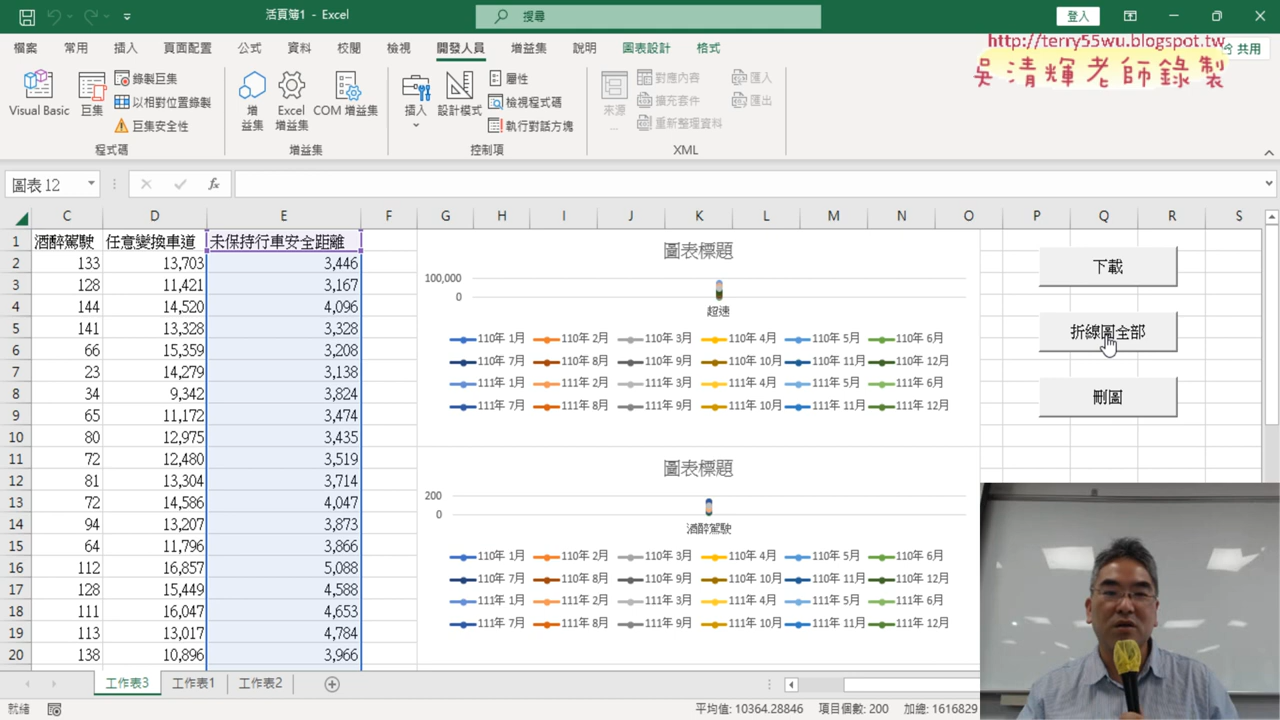 活頁簿1 - Excel
搜尋
登入
檔案 常用 插入 頁面配置 公式 資料 校閱 檢視 開發人員 增益集 說明 圖表設計 格式
共用
http://terry55wu.blogspot.tw
吳清輝老師錄製
Visual Basic
巨集
錄製巨集
以相對位置錄製
巨集安全性
程式碼
增益集
Excel 增益集
COM 增益集
增益集
插入
設計模式
屬性
檢視程式碼
執行對話方塊
控制項
來源
...
對應內容
擴充套件
重新整理資料
匯入
匯出
XML
圖表 12
fx
C D E F G H I J K L M N O P Q R S
1 酒醉駕駛 任意變換車道 未保持行車安全距離
2 133 13,703 3,446
3 128 11,421 3,167
4 144 14,520 4,096
5 141 13,328 3,328
6 66 15,359 3,208
7 23 14,279 3,138
8 34 9,342 3,824
9 65 11,172 3,474
10 80 12,975 3,435
11 72 12,480 3,519
12 81 13,304 3,714
13 72 14,586 4,047
14 94 13,207 3,873
15 64 11,796 3,866
16 112 16,857 5,088
17 128 15,449 4,588
18 111 16,047 4,653
19 113 13,017 4,784
20 138 10,896 3,966
圖表標題
100,000
0
超速
110年 1月 110年 2月 110年 3月 110年 4月 110年 5月 110年 6月
110年 7月 110年 8月 110年 9月 110年 10月 110年 11月 110年 12月
111年 1月 111年 2月 111年 3月 111年 4月 111年 5月 111年 6月
111年 7月 111年 8月 111年 9月 111年 10月 111年 11月 111年 12月
圖表標題
200
0
酒醉駕駛
110年 1月 110年 2月 110年 3月 110年 4月 110年 5月 110年 6月
110年 7月 110年 8月 110年 9月 110年 10月 110年 11月 110年 12月
111年 1月 111年 2月 111年 3月 111年 4月 111年 5月 111年 6月
111年 7月 111年 8月 111年 9月 111年 10月 111年 11月 111年 12月
下載
折線圖全部
刪圖
工作表3 工作表1 工作表2
就緒
平均值: 10364.28846 項目個數: 200 加總: 1616829